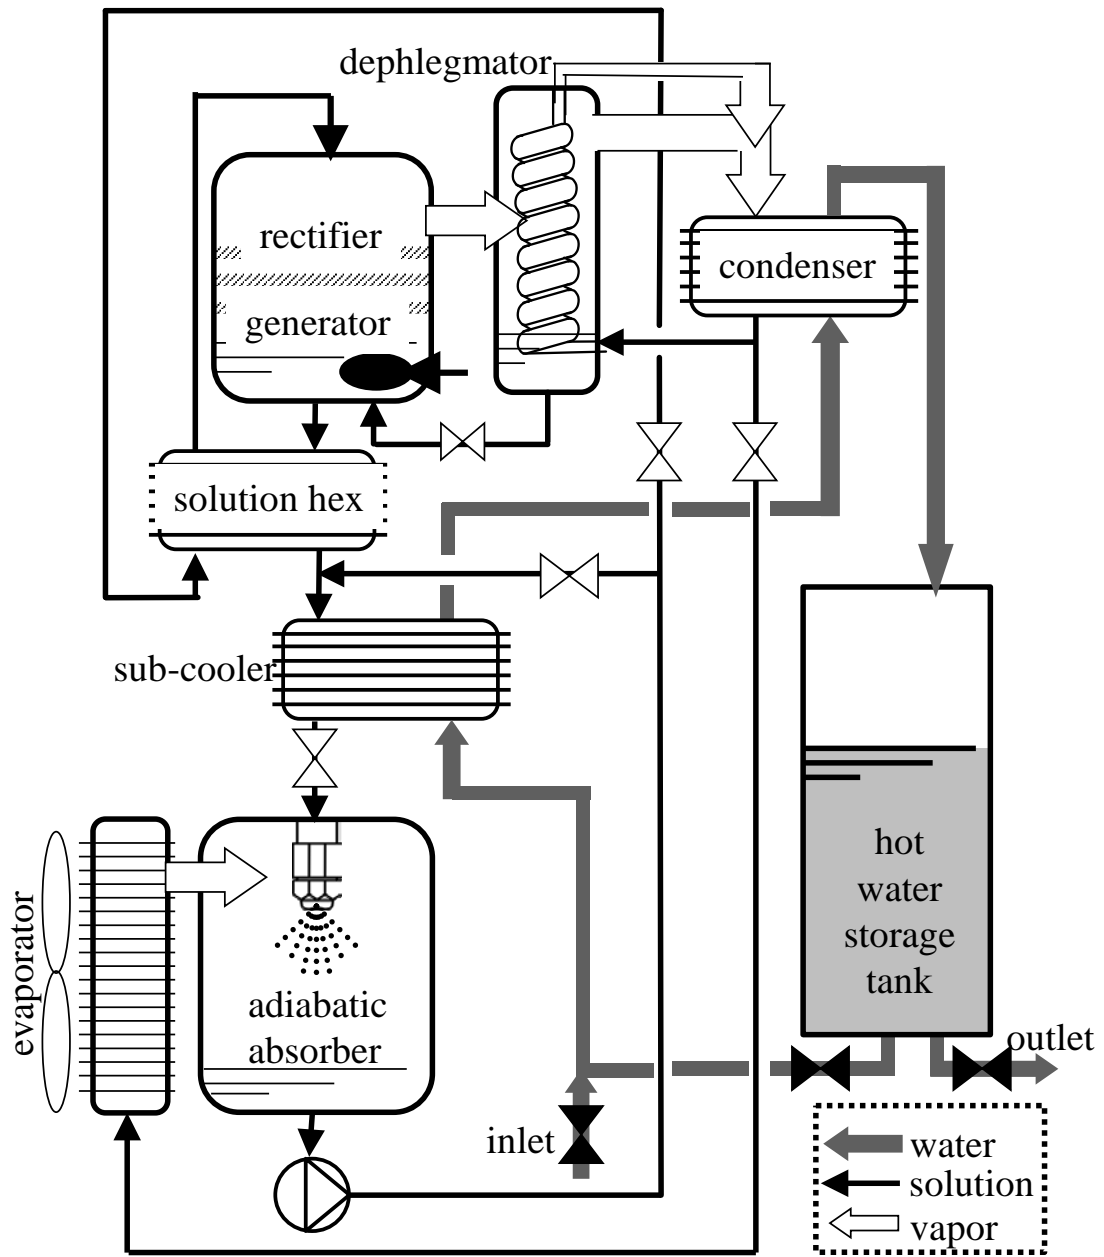 dephlegmator
rectifier
condenser
generator
solution hex
sub-cooler
hot
water
storage
tank
evaporator
adiabatic
absorber
outlet
inlet
water
solution
vapor